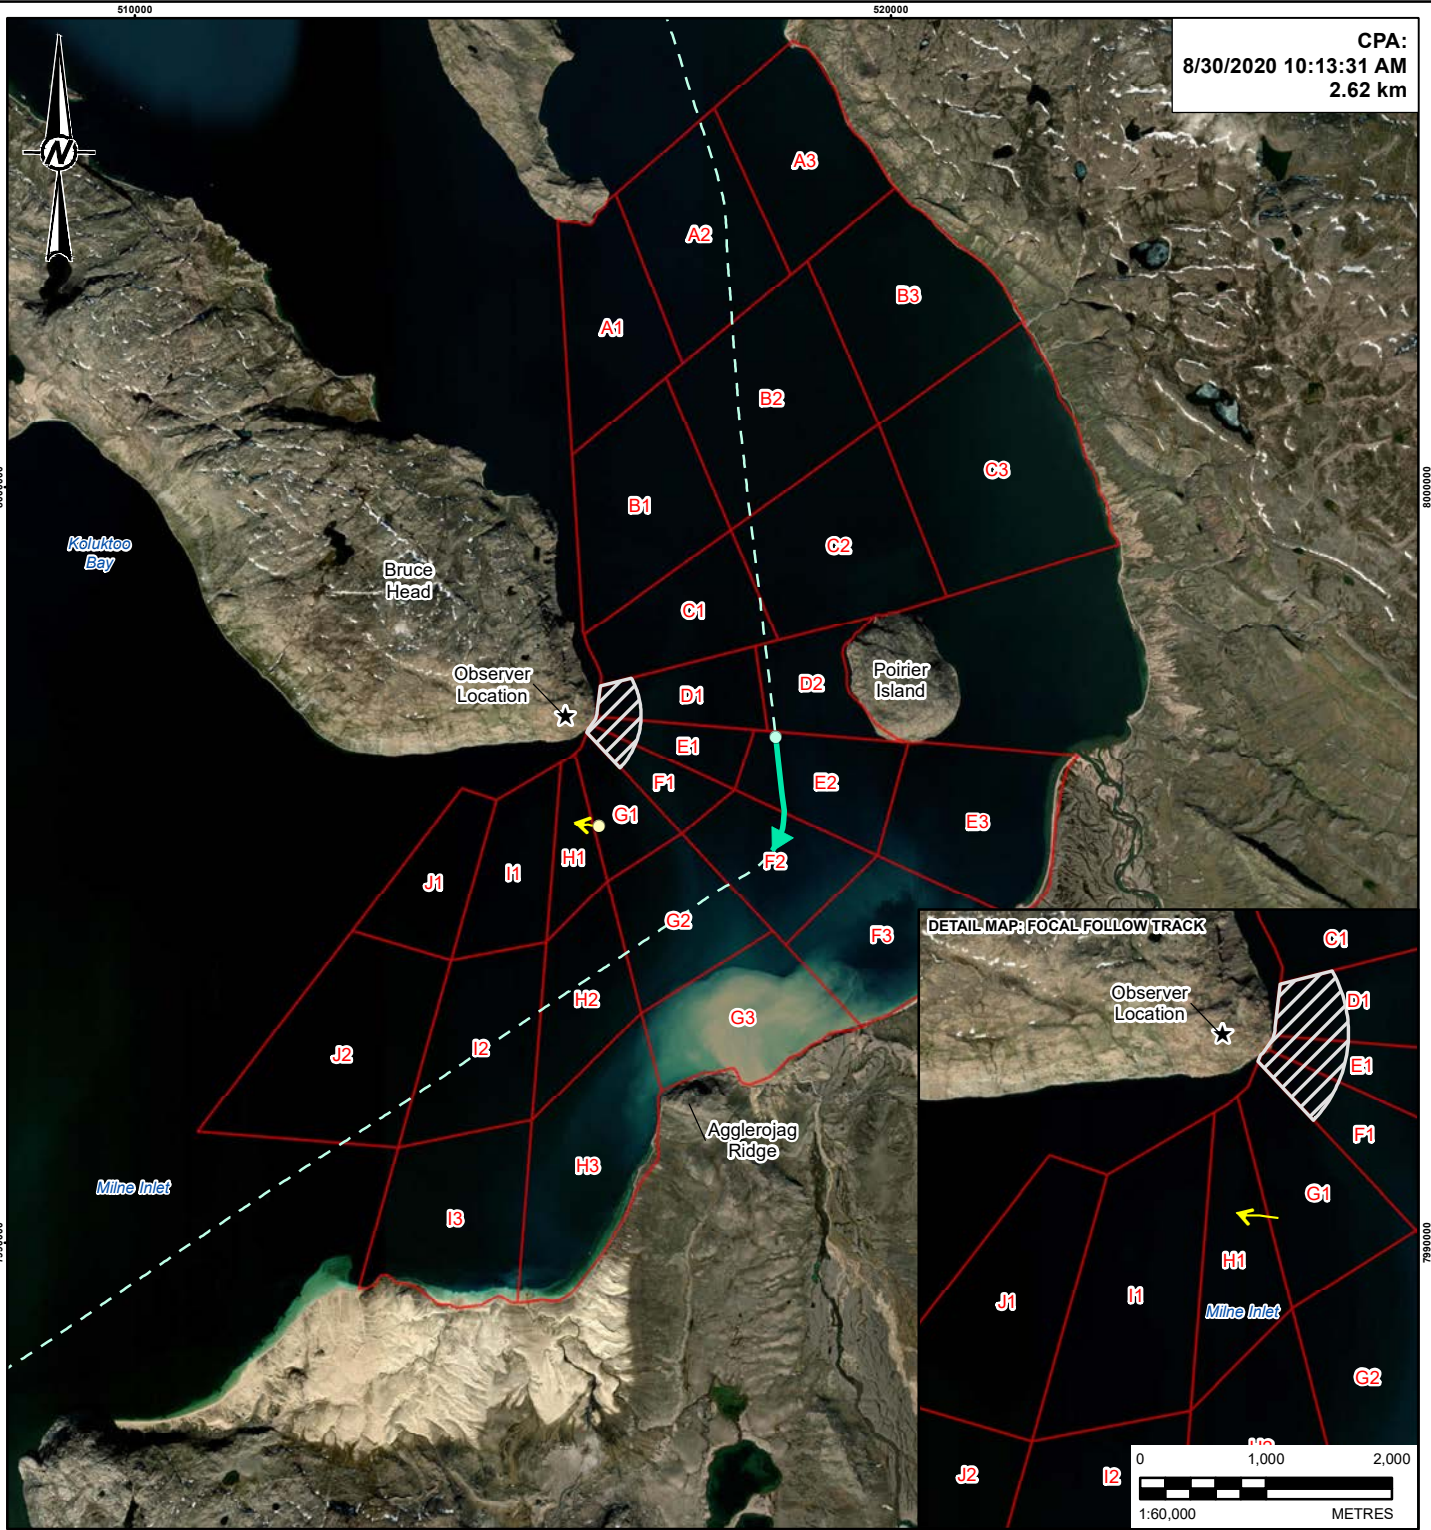 510000
520000
CPA:
8/30/2020 10:13:31 AM
2.62 km
N
A3
A2
B3
A1
B2
C3
8000000
B1
Koluktoo
Bay
C2
Bruce
Head
C1
Observer
Location
Poirier
Island
D2
D1
E1
F1
E2
G1
E3
H1
F2
I1
J1
G2
F3
H2
G3
I2
J2
Agglerojag
Ridge
H3
Milne Inlet
I3
7990000
DETAIL MAP: FOCAL FOLLOW TRACK
C1
Observer
Location
D1
E1
F1
G1
H1
J1
I1
Milne Inlet
G2
J2
I2
0
1,000
2,000
1:60,000
METRES